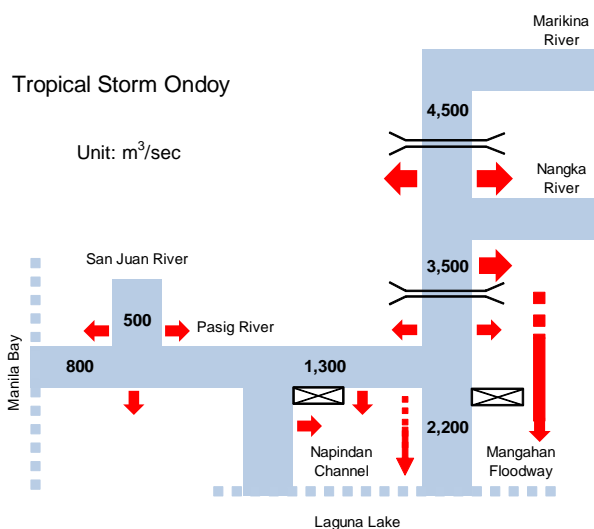 Marikina
River
Tropical Storm Ondoy
4,500
Unit: m³/sec
Nangka
River
San Juan River
3,500
500
Pasig River
Manila Bay
800
1,300
2,200
Napindan
Channel
Mangahan
Floodway
Laguna Lake